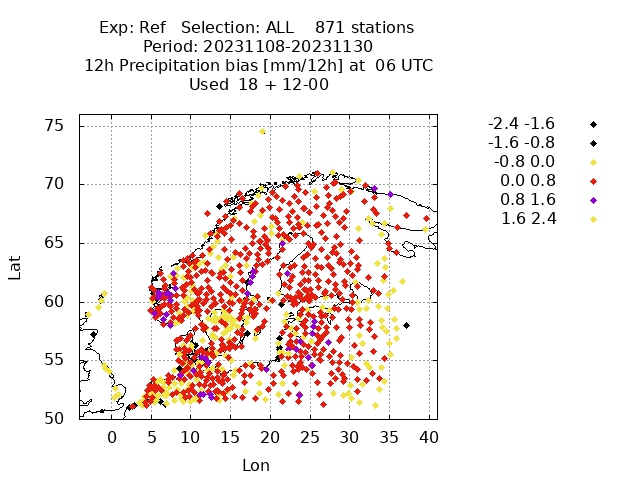 Exp: Ref   Selection: ALL    871 stations
Period: 20231108-20231130
12h Precipitation bias [mm/12h] at  06 UTC
Used  18 + 12-00
-2.4 -1.6
-1.6 -0.8
-0.8 0.0
0.0 0.8
0.8 1.6
1.6 2.4
75
70
65
60
55
50
Lat
0 5 10 15 20 25 30 35 40
Lon